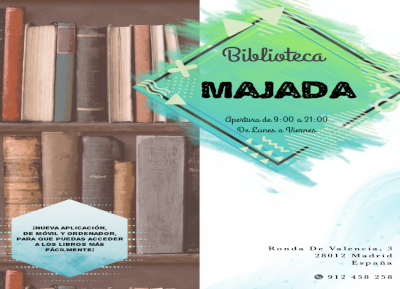 Biblioteca
MAJADA
Apertura de 9:00 a 21:00
De Lunes a Viernes
¡NUEVA APLICACIÓN,
DE MÓVIL Y ORDENADOR,
PARA QUE PUEDAS ACCEDER
A LOS LIBROS MÁS
FÁCILMENTE!
Ronda De Valencia, 3
28012 Madrid
España
912 458 258